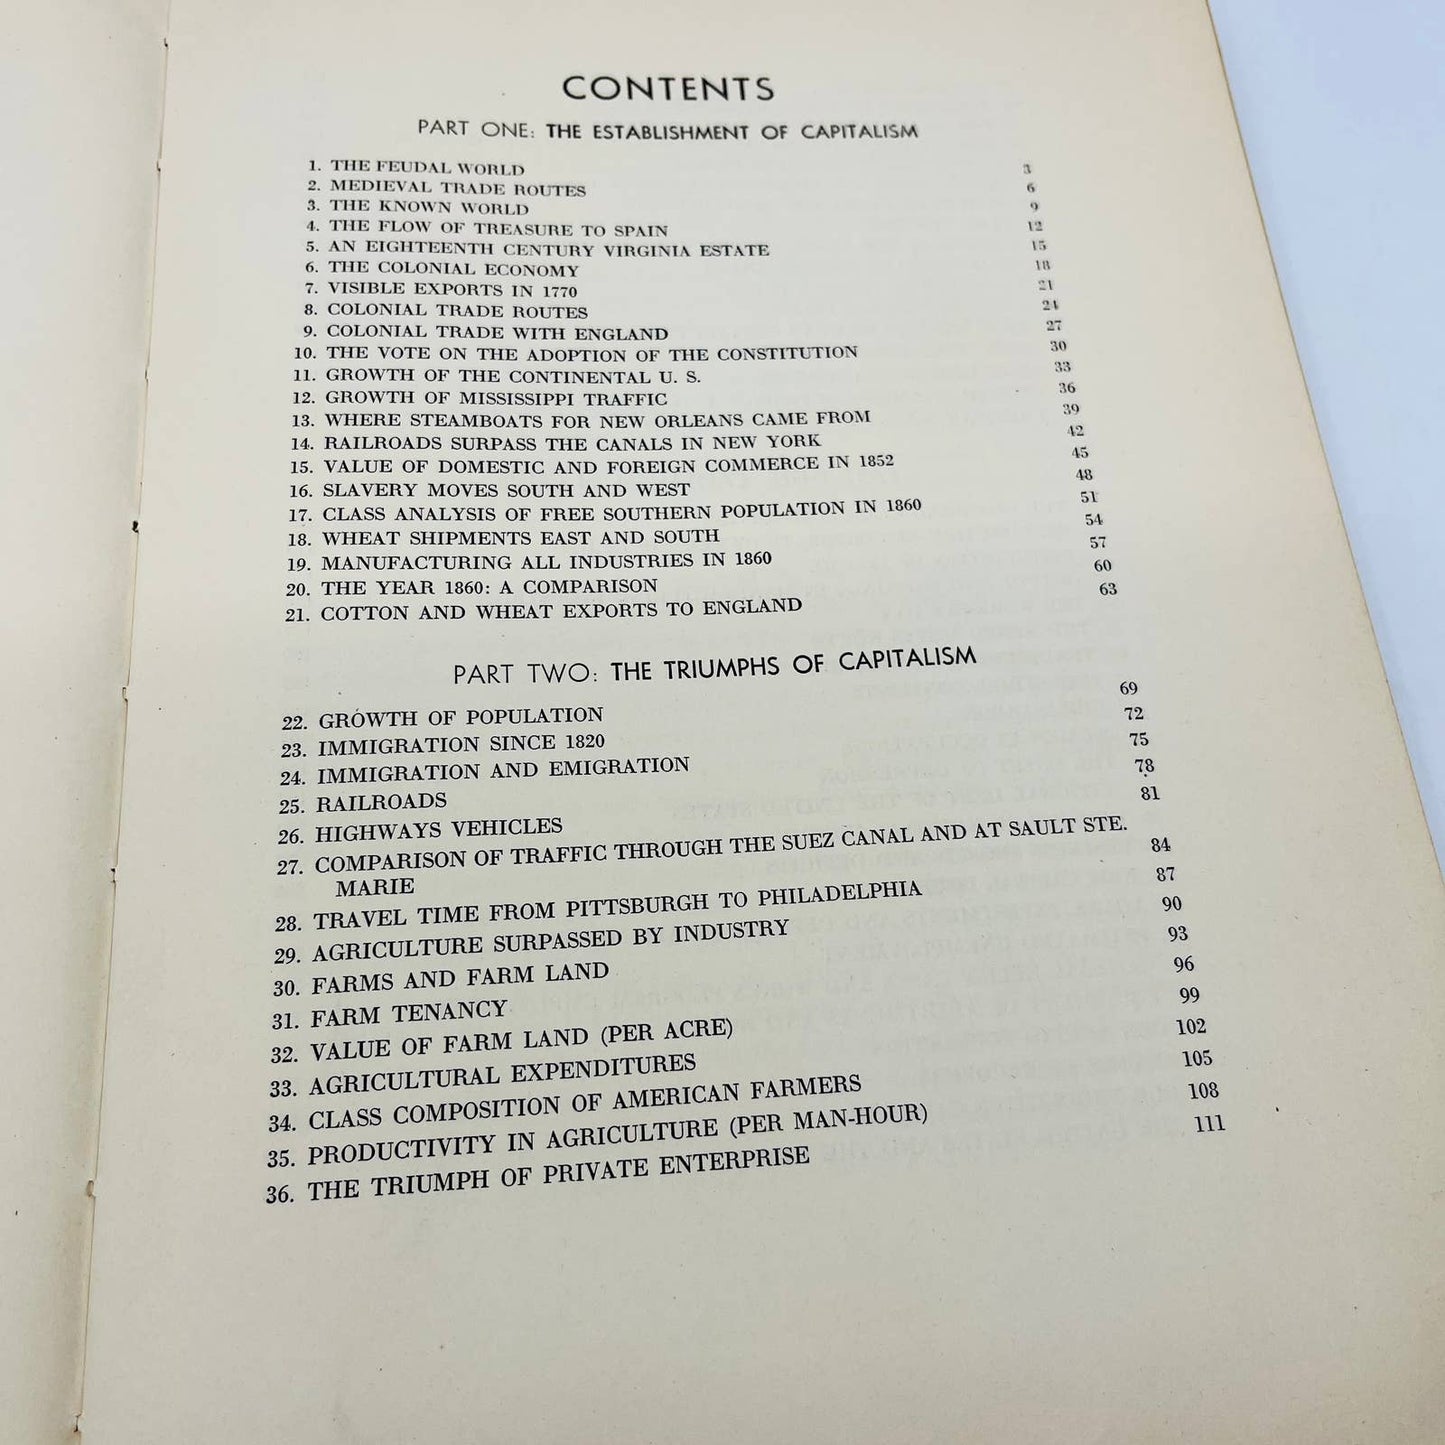 CONTENTS
PART ONE: THE ESTABLISHMENT OF CAPITALISM
1. THE FEUDAL WORLD 3
2. MEDIEVAL TRADE ROUTES 6
3. THE KNOWN WORLD 9
4. THE FLOW OF TREASURE TO SPAIN 12
5. AN EIGHTEENTH CENTURY VIRGINIA ESTATE 15
6. THE COLONIAL ECONOMY 18
7. VISIBLE EXPORTS IN 1770 21
8. COLONIAL TRADE ROUTES 24
9. COLONIAL TRADE WITH ENGLAND 27
10. THE VOTE ON THE ADOPTION OF THE CONSTITUTION 30
11. GROWTH OF THE CONTINENTAL U. S. 33
12. GROWTH OF MISSISSIPPI TRAFFIC 36
13. WHERE STEAMBOATS FOR NEW ORLEANS CAME FROM 39
14. RAILROADS SURPASS THE CANALS IN NEW YORK 42
15. VALUE OF DOMESTIC AND FOREIGN COMMERCE IN 1852 45
16. SLAVERY MOVES SOUTH AND WEST 48
17. CLASS ANALYSIS OF FREE SOUTHERN POPULATION IN 1860 51
18. WHEAT SHIPMENTS EAST AND SOUTH 54
19. MANUFACTURING ALL INDUSTRIES IN 1860 57
20. THE YEAR 1860: A COMPARISON 60
21. COTTON AND WHEAT EXPORTS TO ENGLAND 63
PART TWO: THE TRIUMPHS OF CAPITALISM
22. GROWTH OF POPULATION 69
23. IMMIGRATION SINCE 1820 72
24. IMMIGRATION AND EMIGRATION 75
25. RAILROADS 78
26. HIGHWAYS VEHICLES 81
27. COMPARISON OF TRAFFIC THROUGH THE SUEZ CANAL AND AT SAULT STE.
MARIE 84
28. TRAVEL TIME FROM PITTSBURGH TO PHILADELPHIA 87
29. AGRICULTURE SURPASSED BY INDUSTRY 90
30. FARMS AND FARM LAND 93
31. FARM TENANCY 96
32. VALUE OF FARM LAND (PER ACRE) 99
33. AGRICULTURAL EXPENDITURES 102
34. CLASS COMPOSITION OF AMERICAN FARMERS 105
35. PRODUCTIVITY IN AGRICULTURE (PER MAN-HOUR) 108
36. THE TRIUMPH OF PRIVATE ENTERPRISE 111